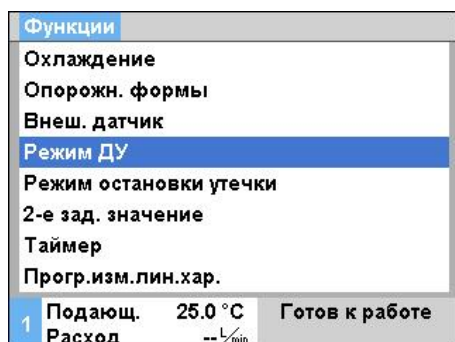 Функции
Охлаждение
Опорожн. формы
Внеш. датчик
Режим ДУ
Режим остановки утечки
2-е зад. значение
Таймер
Прогр.изм.лин.хар.
1 Подающ. 25.0 °C Готов к работе
Расход -- L/min